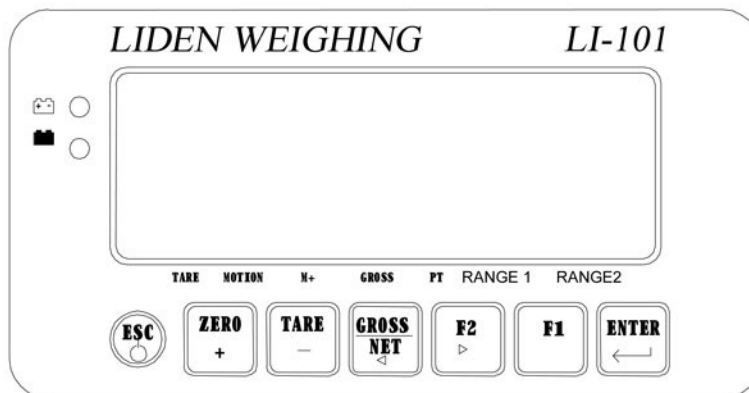 LIDEN WEIGHING LI-101
TARE MOTION M+ GROSS PT RANGE 1 RANGE2
ESC ZERO TARE GROSS F2 F1 ENTER
+ — NET